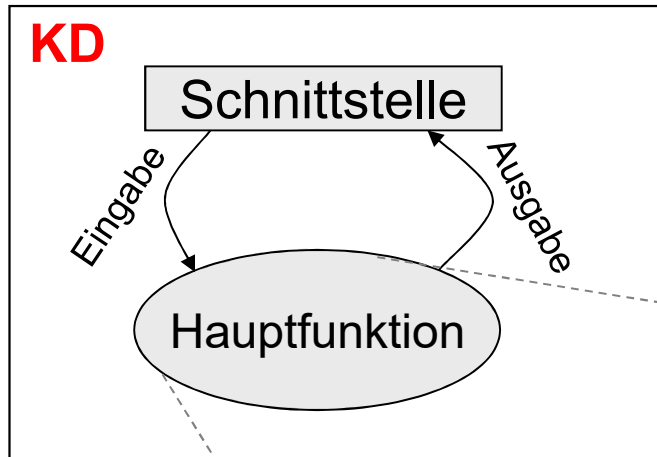 KD
Schnittstelle
Eingabe
Ausgabe
Hauptfunktion